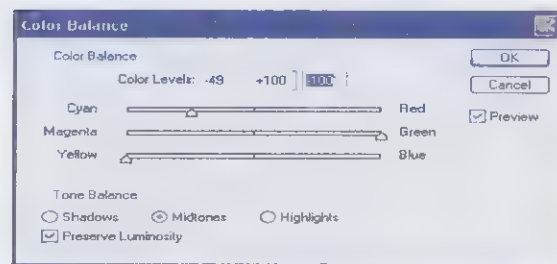 Color Balance
Color Balance
OK
Color Levels: -49 +100 -100
Cancel
Cyan Red
Preview
Magenta Green
Yellow Blue
Tone Balance
Shadows Midtones Highlights
Preserve Luminosity